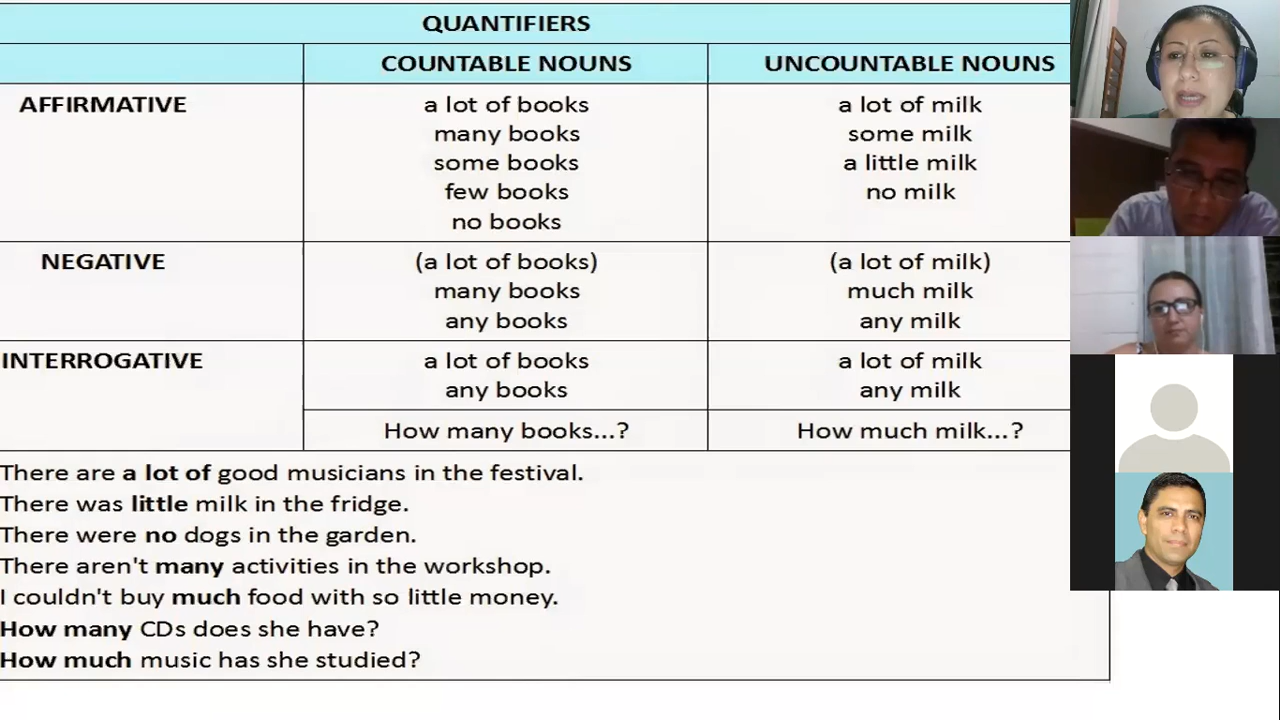 QUANTIFIERS
COUNTABLE NOUNS UNCOUNTABLE NOUNS
AFFIRMATIVE a lot of books a lot of milk
many books some milk
some books a little milk
few books no milk
no books
NEGATIVE (a lot of books) (a lot of milk)
many books much milk
any books any milk
INTERROGATIVE a lot of books a lot of milk
any books any milk
How many books...? How much milk...?
There are a lot of good musicians in the festival.
There was little milk in the fridge.
There were no dogs in the garden.
There aren't many activities in the workshop.
I couldn't buy much food with so little money.
How many CDs does she have?
How much music has she studied?